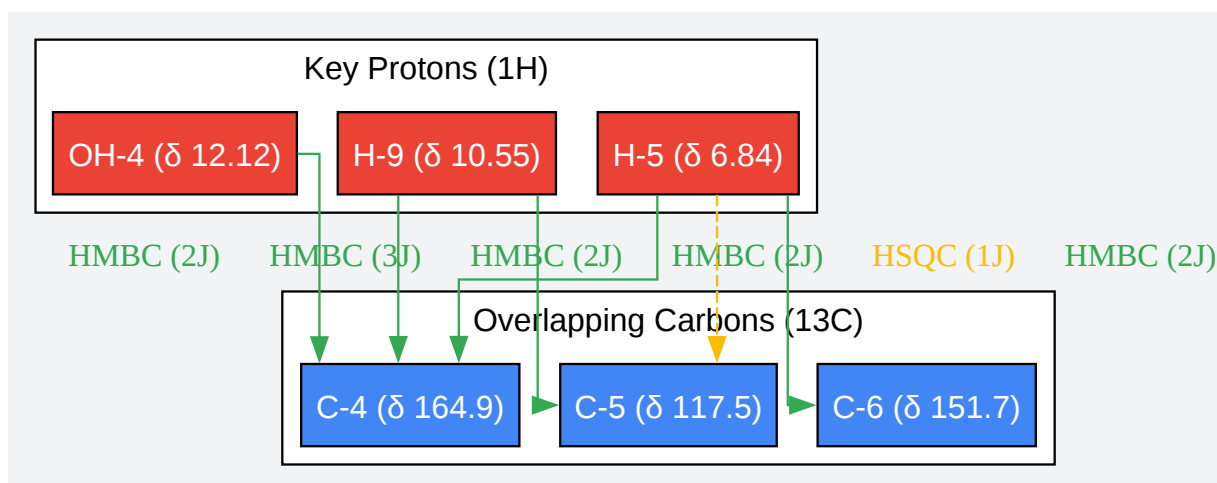 Key Protons (1H)
OH-4 (δ 12.12) H-9 (δ 10.55) H-5 (δ 6.84)
HMBC (2J) HMBC (3J) HMBC (2J) HMBC (2J) HSQC (1J) HMBC (2J)
Overlapping Carbons (13C)
C-4 (δ 164.9) C-5 (δ 117.5) C-6 (δ 151.7)